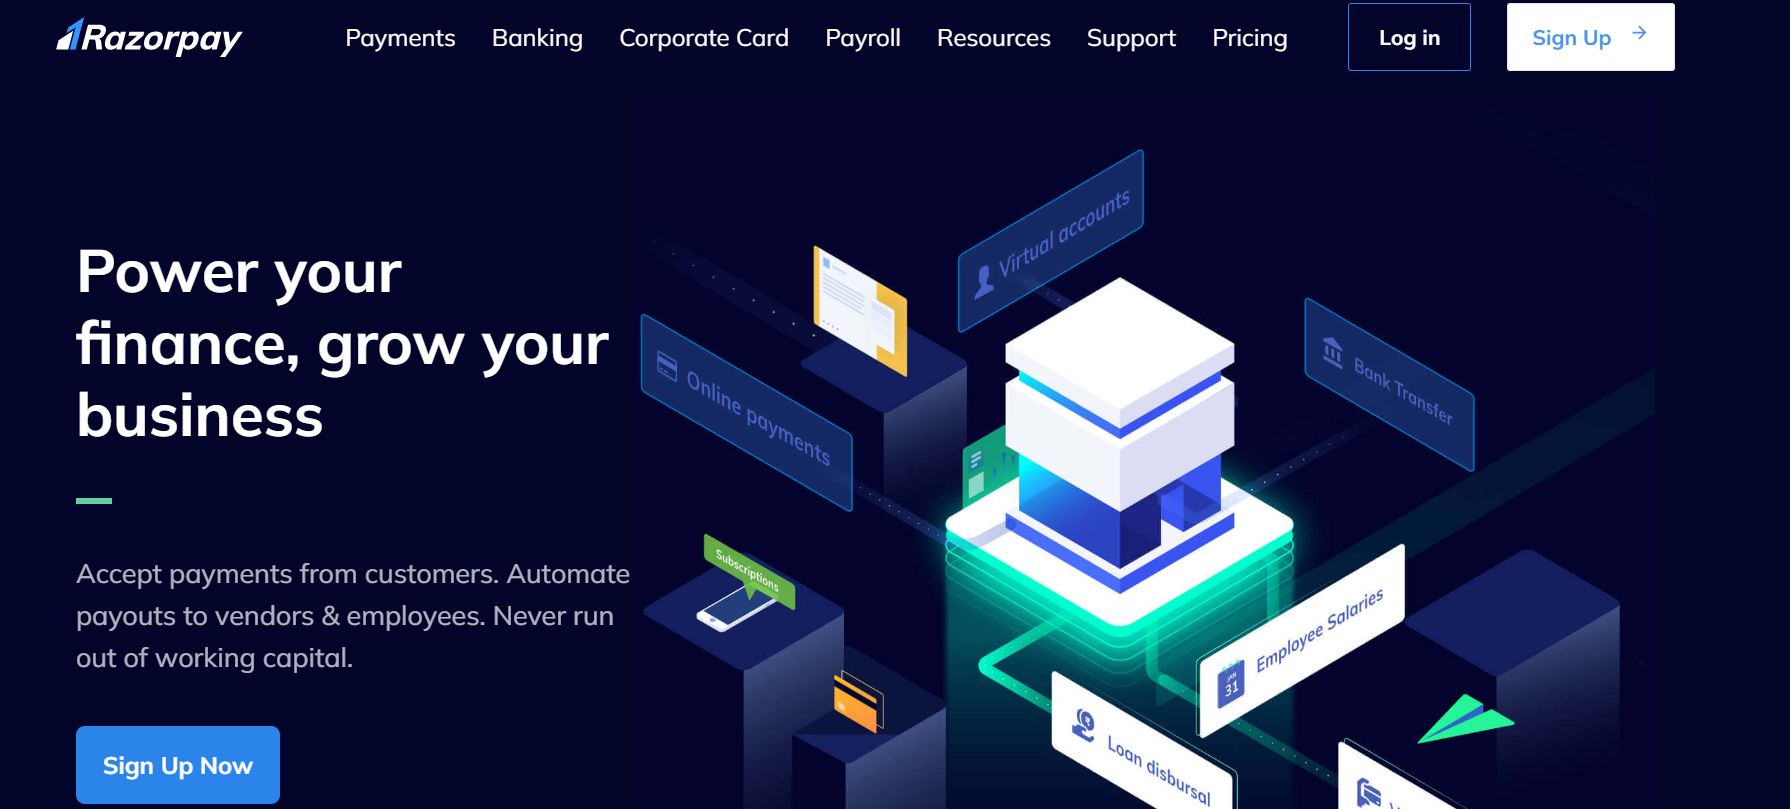 Razorpay
Payments
Banking
Corporate Card
Payroll
Resources
Support
Pricing
Log in
Sign Up
Power your
finance, grow your
business
Accept payments from customers. Automate
payouts to vendors & employees. Never run
out of working capital.
Sign Up Now
Virtual accounts
Online payments
Bank Transfer
Subscriptions
JAN
31
Employee Salaries
Loan disbursal